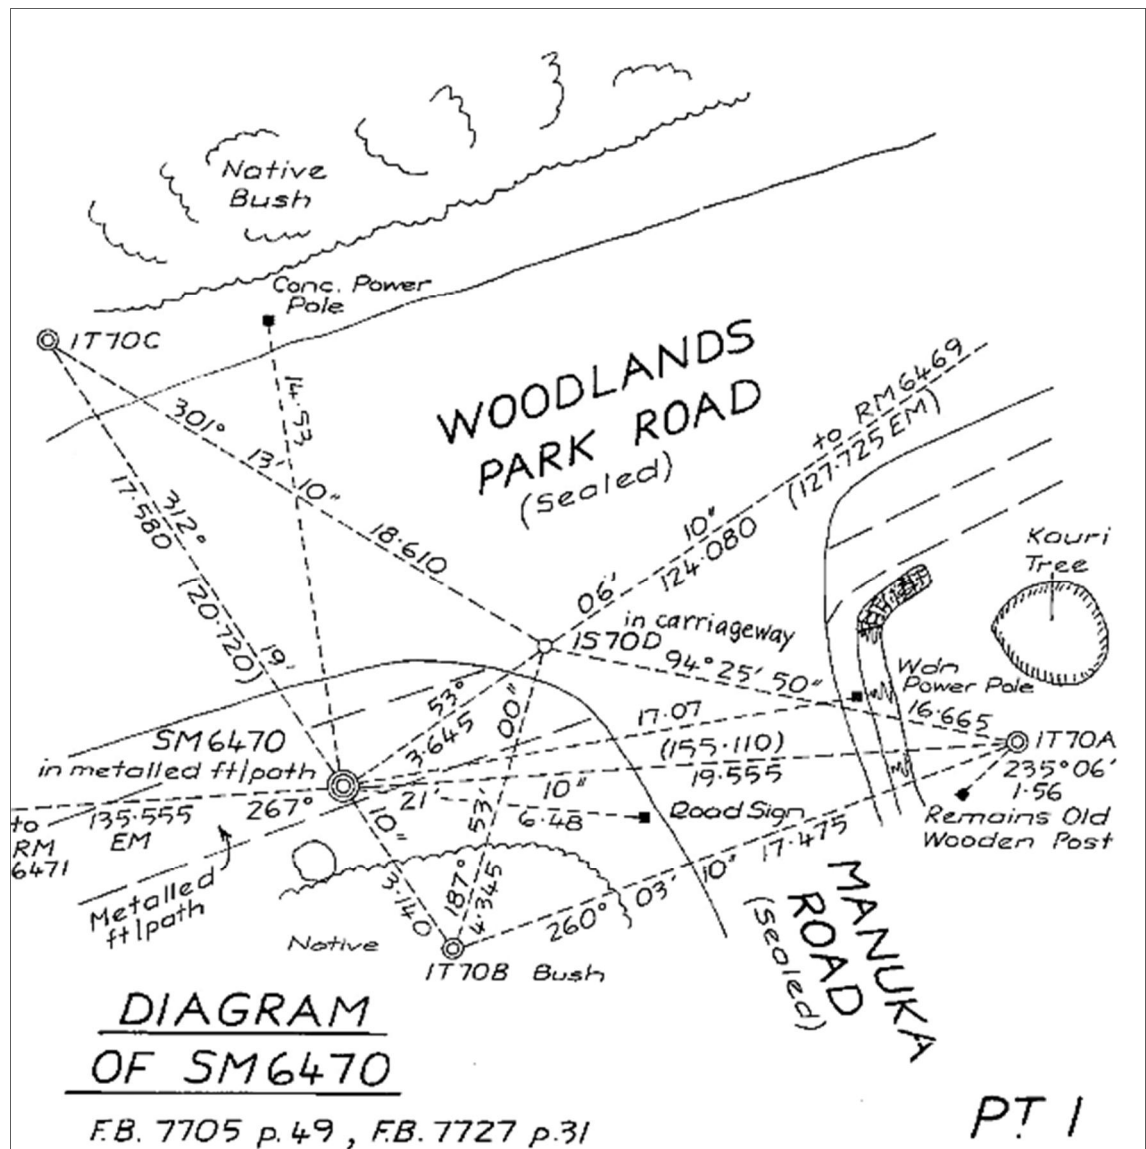 Native
Bush
Conc. Power
Pole
IT70C
14.53
WOODLANDS
PARK ROAD
(Sealed)
to RM6469
(127.725 EM)
301° 13' 10"
18.610
312° 19' 10"
17.580
(20.720)
53° 06' 10"
124.080
Kauri
Tree
in carriageway
IS70D
94° 25' 50"
Wdn
Power Pole
16.665
17.07
3.645
SM6470
in metalled ft/path
(155.110)
19.555
IT70A
235° 06'
1.56
267° 21' 10"
135.555
EM
to
RM
6471
6.48
Road Sign
Remains Old
Wooden Post
187° 53' 00"
4.345
17.475
260° 03' 10"
3.140
Metalled
ft/path
Native
Bush
IT70B
MANUKA
ROAD
(Sealed)
DIAGRAM
OF SM6470
F.B. 7705 p. 49 , F.B. 7727 p.31
PT 1